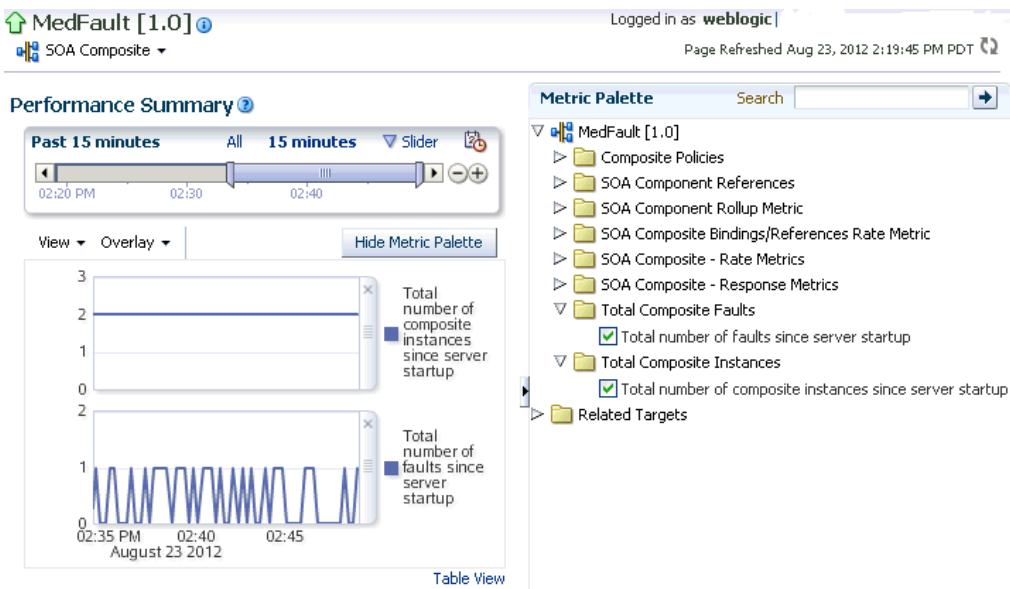 MedFault [1.0]
Logged in as weblogic|
SOA Composite
Page Refreshed Aug 23, 2012 2:19:45 PM PDT
Performance Summary
Past 15 minutes All 15 minutes Slider
02:20 PM 02:30 02:40
View Overlay Hide Metric Palette
3
2
1
0
Total
number of
composite
instances
since server
startup
2
1
0
Total
number of
faults since
server
startup
02:35 PM 02:40 02:45
August 23 2012
Table View
Metric Palette Search
MedFault [1.0]
Composite Policies
SOA Component References
SOA Component Rollup Metric
SOA Composite Bindings/References Rate Metric
SOA Composite - Rate Metrics
SOA Composite - Response Metrics
Total Composite Faults
Total number of faults since server startup
Total Composite Instances
Total number of composite instances since server startup
Related Targets